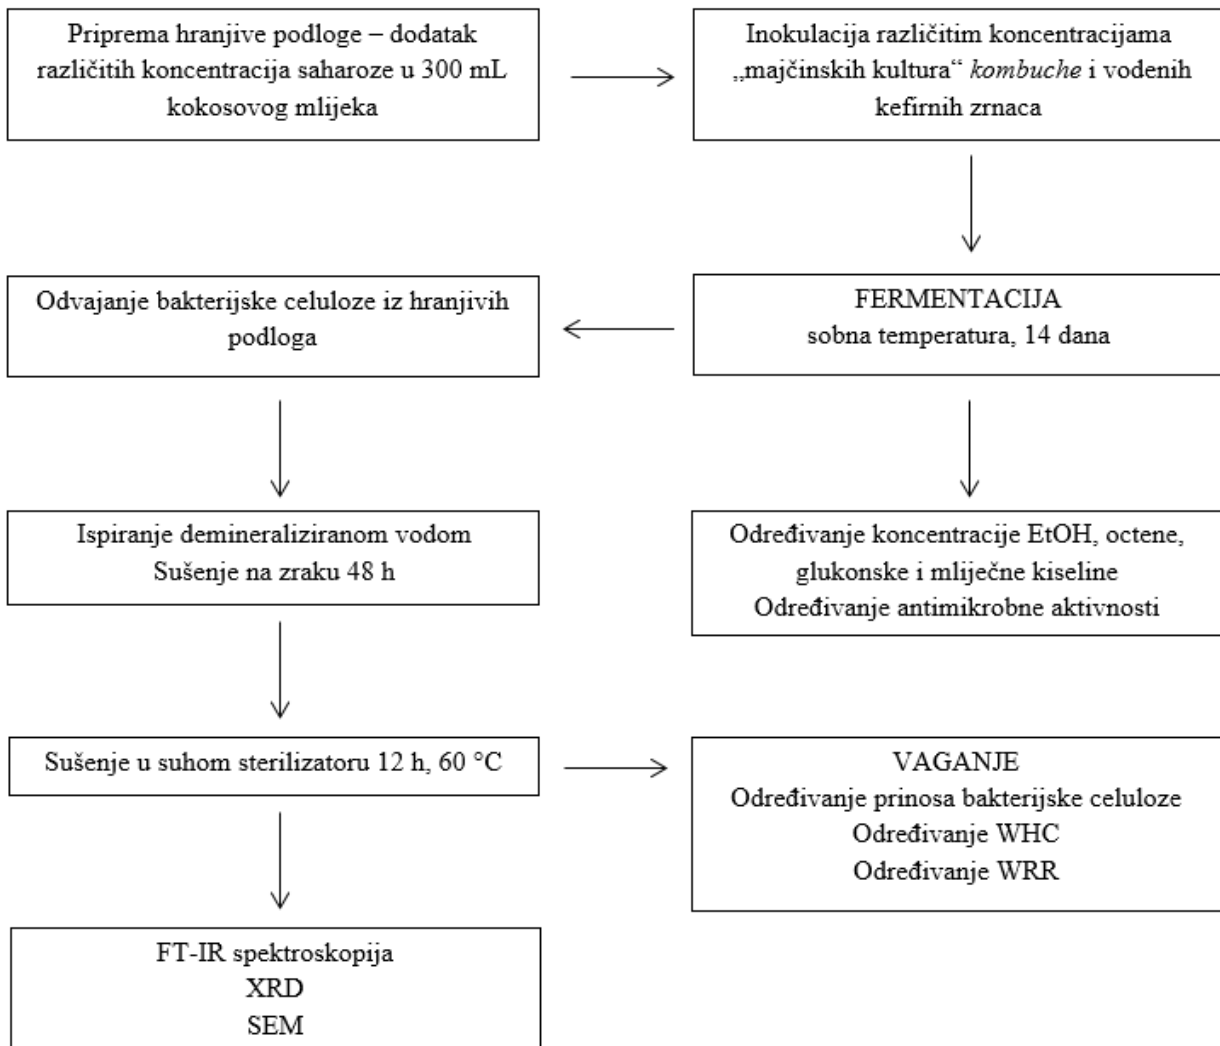 Priprema hranjive podloge – dodatak
različitih koncentracija saharoze u 300 mL
kokosovog mlijeka
Inokulacija različitim koncentracijama
„majčinskih kultura“ kombuche i vodenih
kefirnih zrnaca
Odvajanje bakterijske celuloze iz hranjivih
podloga
FERMENTACIJA
sobna temperatura, 14 dana
Ispiranje demineraliziranom vodom
Sušenje na zraku 48 h
Određivanje koncentracije EtOH, octene,
glukonske i mliječne kiseline
Određivanje antimikrobne aktivnosti
Sušenje u suhom sterilizatoru 12 h, 60 °C
VAGANJE
Određivanje prinosa bakterijske celuloze
Određivanje WHC
Određivanje WRR
FT-IR spektroskopija
XRD
SEM